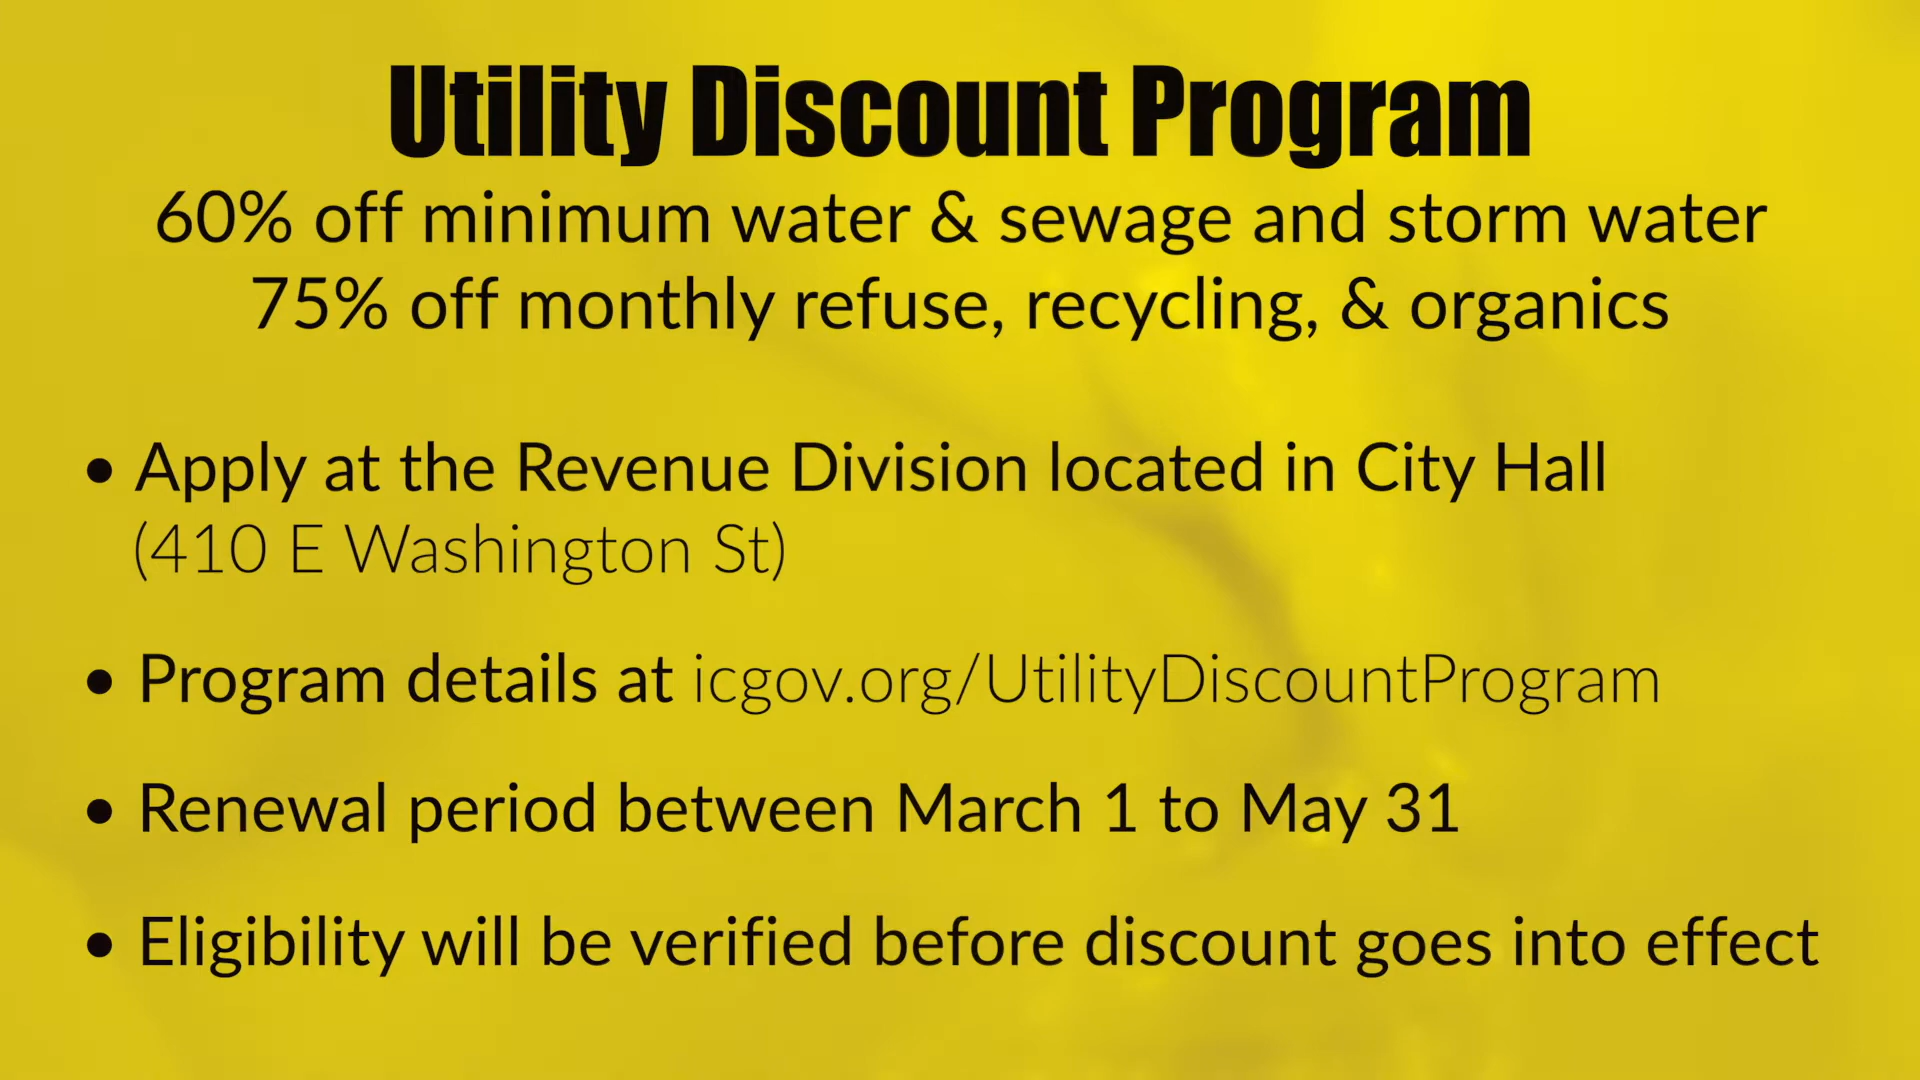 Utility Discount Program
60% off minimum water & sewage and storm water
75% off monthly refuse, recycling, & organics
• Apply at the Revenue Division located in City Hall
(410 E Washington St)
• Program details at icgov.org/UtilityDiscountProgram
• Renewal period between March 1 to May 31
• Eligibility will be verified before discount goes into effect